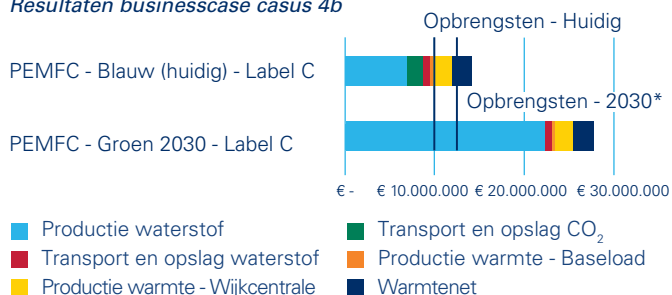 Resultaten businesscase casus 4b
Opbrengsten - Huidig
PEMFC - Blauw (huidig) - Label C
Opbrengsten - 2030*
PEMFC - Groen 2030 - Label C
€ - € 10.000.000 € 20.000.000 € 30.000.000
Productie waterstof
Transport en opslag CO₂
Transport en opslag waterstof
Productie warmte - Baseload
Productie warmte - Wijkcentrale
Warmtenet